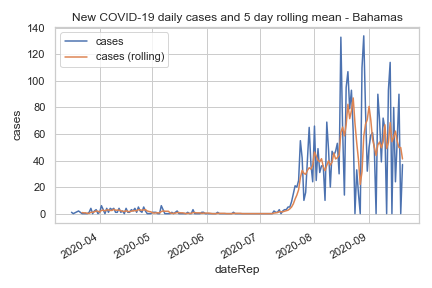 New COVID-19 daily cases and 5 day rolling mean - Bahamas
140
120
100
80
60
40
20
0
cases
cases
cases (rolling)
2020-04
2020-05
2020-06
2020-07
2020-08
2020-09
dateRep